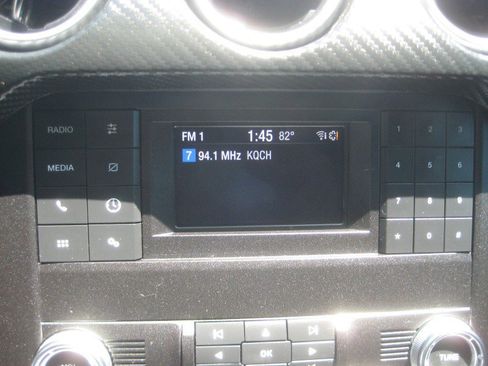 FM 1 1:45 82°
7 94.1 MHz KQCH
RADIO
MEDIA
1 2 3
4 5 6
7 8 9
* 0 #
OK
TUNE